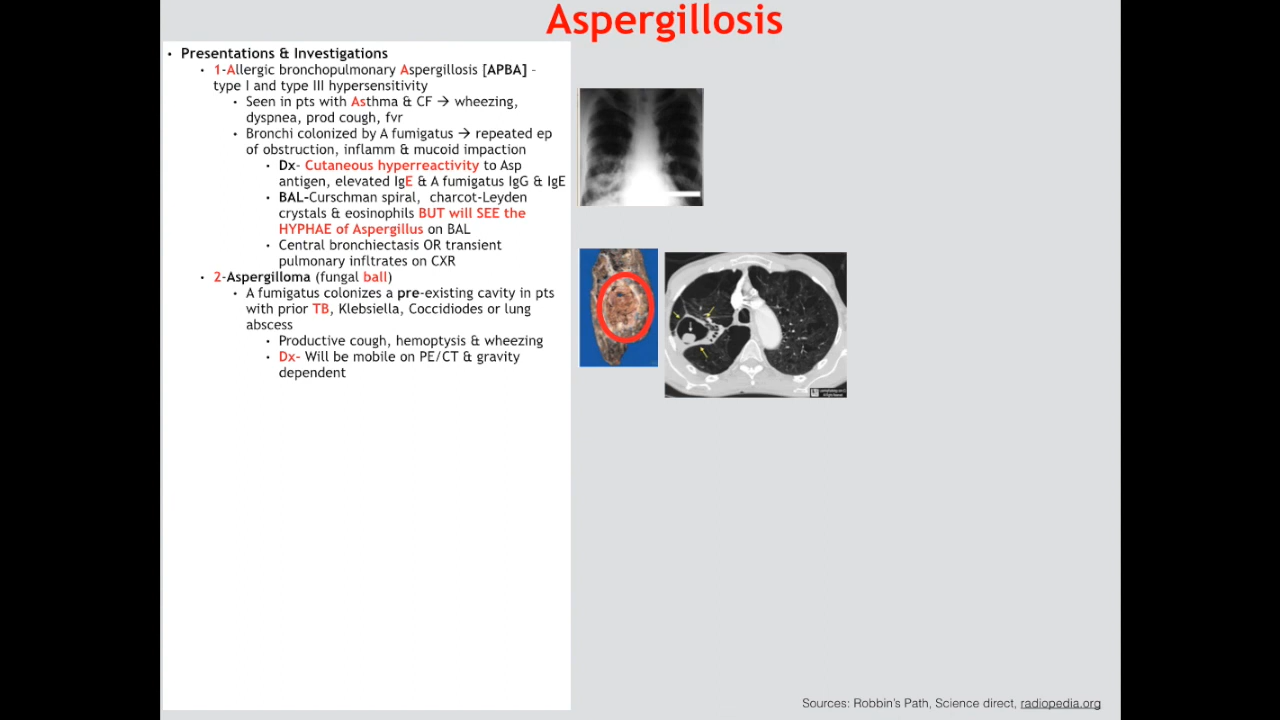 Aspergillosis
• Presentations & Investigations
• 1-Allergic bronchopulmonary Aspergillosis [APBA] –
type I and type III hypersensitivity
• Seen in pts with Asthma & CF → wheezing,
dyspnea, prod cough, fvr
• Bronchi colonized by A fumigatus → repeated ep
of obstruction, inflamm & mucoid impaction
• Dx- Cutaneous hyperreactivity to Asp
antigen, elevated IgE & A fumigatus IgG & IgE
• BAL-Curschman spiral, charcot-Leyden
crystals & eosinophils BUT will SEE the
HYPHAE of Aspergillus on BAL
• Central bronchiectasis OR transient
pulmonary infltrates on CXR
• 2-Aspergilloma (fungal ball)
• A fumigatus colonizes a pre-existing cavity in pts
with prior TB, Klebsiella, Coccidiodes or lung
abscess
• Productive cough, hemoptysis & wheezing
• Dx- Will be mobile on PE/CT & gravity
dependent
Sources: Robbin's Path, Science direct, radiopedia.org